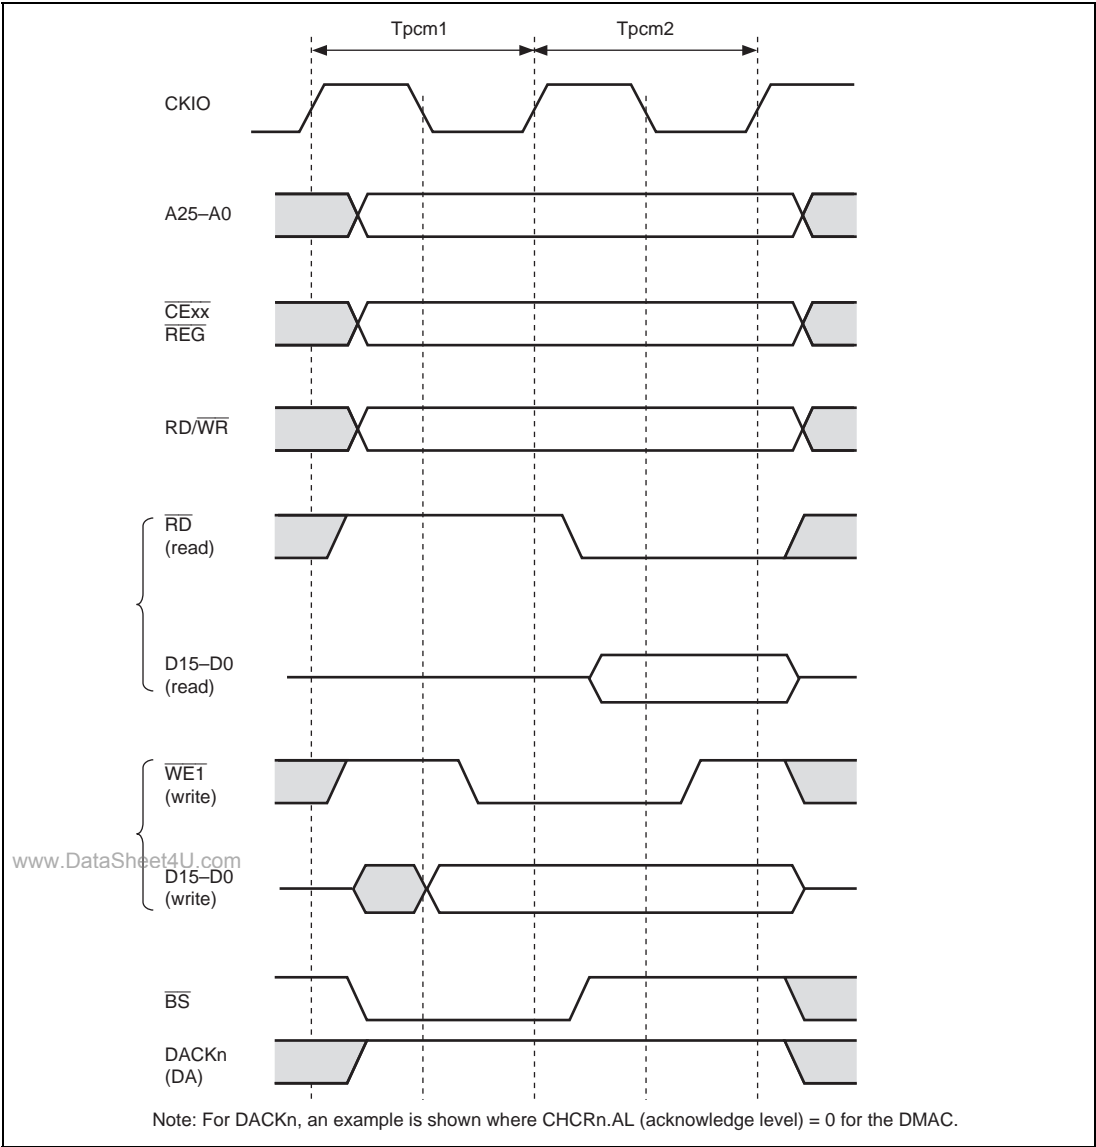 Tpcm1 Tpcm2
CKIO
A25–A0
CExx
REG
RD/WR
RD
(read)
D15–D0
(read)
WE1
(write)
www.DataSheet4U.com
D15–D0
(write)
BS
DACKn
(DA)
Note: For DACKn, an example is shown where CHCRn.AL (acknowledge level) = 0 for the DMAC.